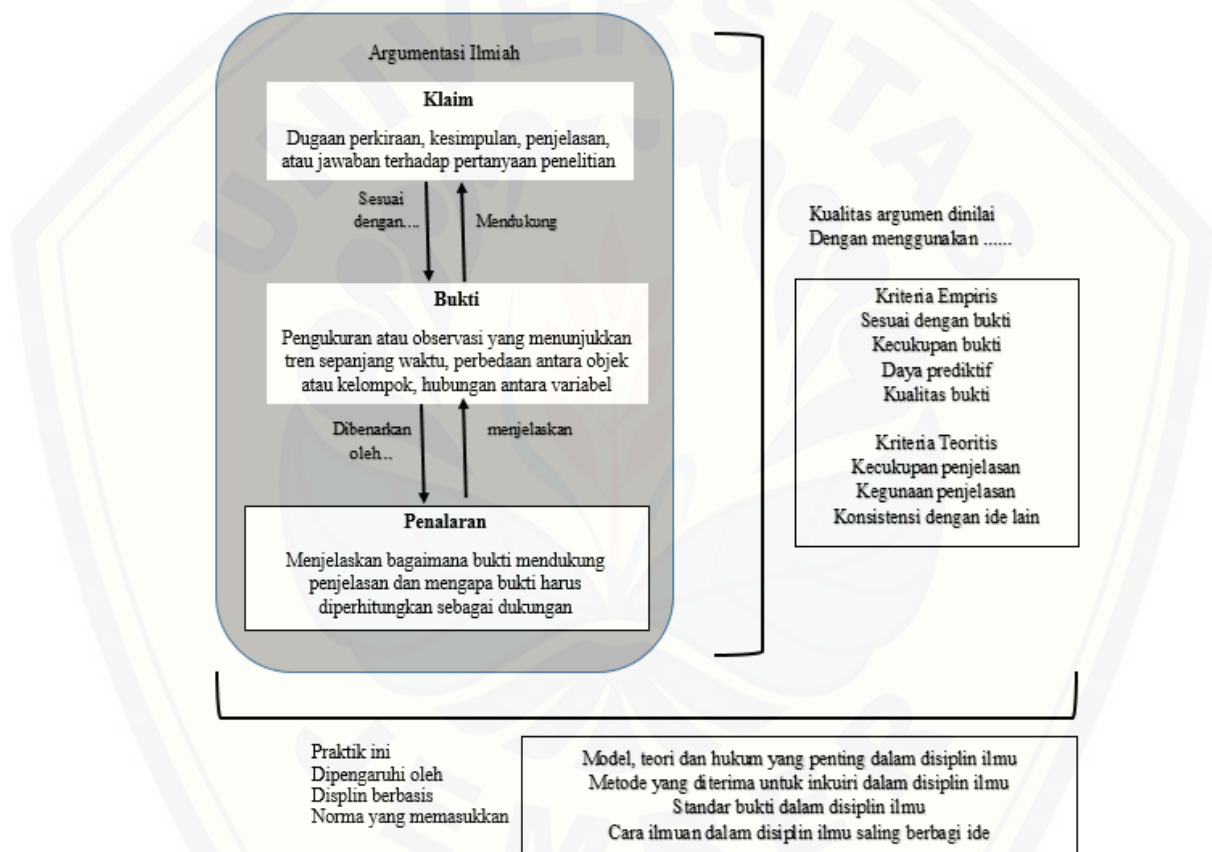 Argumentasi Ilmiah
Klaim
Dugaan perkiraan, kesimpulan, penjelasan,
atau jawaban terhadap pertanyaan penelitian
Sesuai
dengan....
Mendukung
Bukti
Pengukuran atau observasi yang menunjukkan
tren sepanjang waktu, perbedaan antara objek
atau kelompok, hubungan antara variabel
Dibenarkan
oleh...
menjelaskan
Penalaran
Menjelaskan bagaimana bukti mendukung
penjelasan dan mengapa bukti harus
diperhitungkan sebagai dukungan
Kualitas argumen dinilai
Dengan menggunakan ......
Kriteria Empiris
Sesuai dengan bukti
Kecukupan bukti
Daya prediktif
Kualitas bukti
Kriteria Teoritis
Kecukupan penjelasan
Kegunaan penjelasan
Konsistensi dengan ide lain
Praktik ini
Dipengaruhi oleh
Displin berbasis
Norma yang memasukkan
Model, teori dan hukum yang penting dalam disiplin ilmu
Metode yang diterima untuk inkuiri dalam disiplin ilmu
Standar bukti dalam disiplin ilmu
Cara ilmuan dalam disiplin ilmu saling berbagi ide
UNIVERSITAS